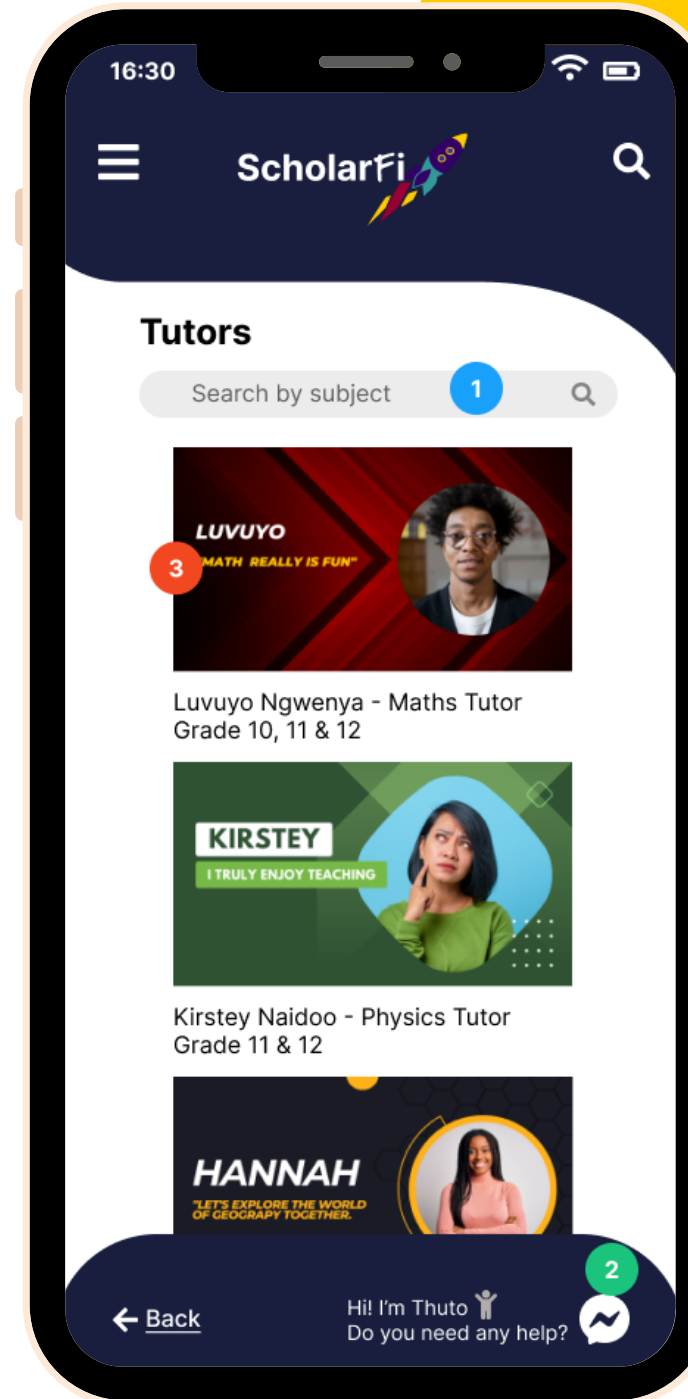 16:30
ScholarFi
Tutors
Search by subject
1
LUVUYO
3
"MATH REALLY IS FUN"
Luvuyo Ngwenya - Maths Tutor
Grade 10, 11 & 12
KIRSTEY
I TRULY ENJOY TEACHING
Kirstey Naidoo - Physics Tutor
Grade 11 & 12
HANNAH
"LET'S EXPLORE THE WORLD
OF GEOGRAPY TOGETHER.
2
Back
Hi! I'm Thuto
Do you need any help?